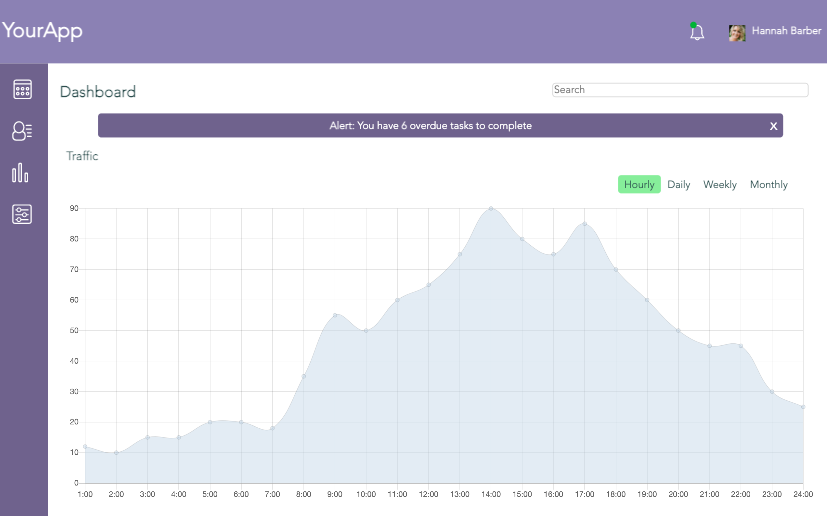 YourApp
Hannah Barber
Dashboard
Search
Alert: You have 6 overdue tasks to complete X
Traffic
Hourly Daily Weekly Monthly
90
80
70
60
50
40
30
20
10
0
1:00 2:00 3:00 4:00 5:00 6:00 7:00 8:00 9:00 10:00 11:00 12:00 13:00 14:00 15:00 16:00 17:00 18:00 19:00 20:00 21:00 22:00 23:00 24:00